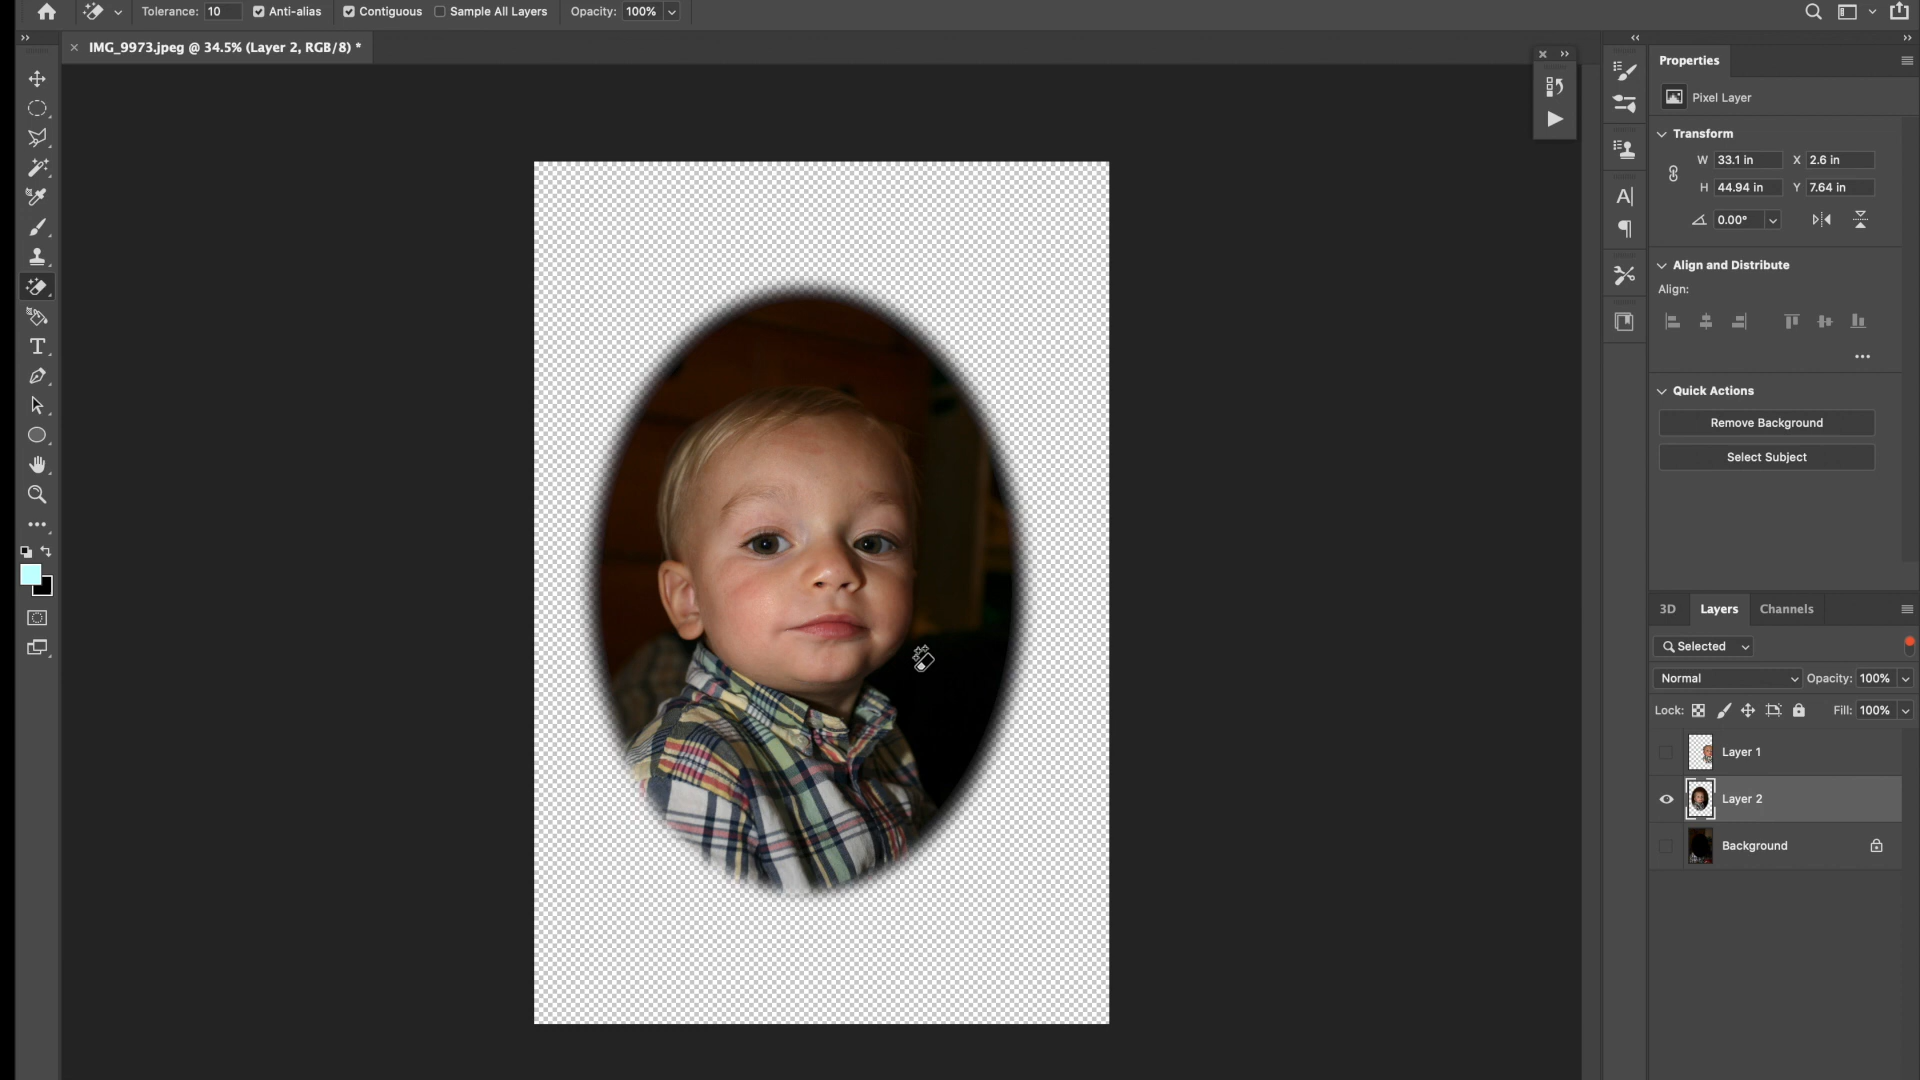 Tolerance: 10 Anti-alias Contiguous Sample All Layers Opacity: 100%
IMG_9973.jpeg @ 34.5% (Layer 2, RGB/8) *
Properties
Pixel Layer
Transform
W 33.1 in X 2.6 in
H 44.94 in Y 7.64 in
0.00°
Align and Distribute
Align:
Quick Actions
Remove Background
Select Subject
3D Layers Channels
Selected
Normal Opacity: 100%
Lock: Fill: 100%
Layer 1
Layer 2
Background